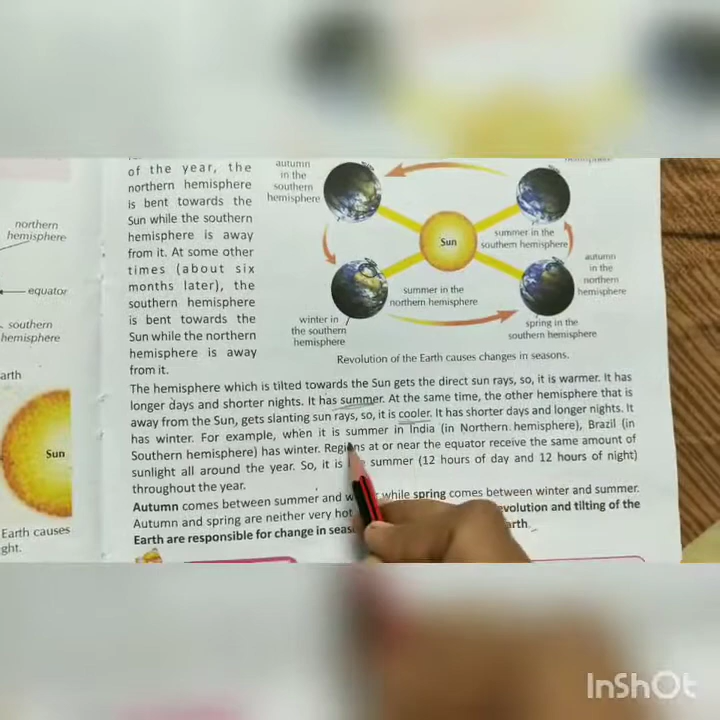 northern
hemisphere
equator
southern
hemisphere
arth
Sun
Earth causes
ght.
of the year, the
northern hemisphere
is bent towards the
Sun while the southern
hemisphere is away
from it. At some other
times (about six
months later), the
southern hemisphere
is bent towards the
Sun while the northern
hemisphere is away
from it.
autumn
in the
southern
hemisphere
Sun
summer in the
southern hemisphere
autumn
in the
northern
hemisphere
summer in the
northern hemisphere
winter in
the southern
hemisphere
spring in the
southern hemisphere
Revolution of the Earth causes changes in seasons.
The hemisphere which is tilted towards the Sun gets the direct sun rays, so, it is warmer. It has
longer days and shorter nights. It has summer. At the same time, the other hemisphere that is
away from the Sun, gets slanting sun rays, so, it is cooler. It has shorter days and longer nights. It
has winter. For example, when it is summer in India (in Northern hemisphere), Brazil (in
Southern hemisphere) has winter. Regions at or near the equator receive the same amount of
sunlight all around the year. So, it is summer (12 hours of day and 12 hours of night)
throughout the year.
Autumn comes between summer and w while spring comes between winter and summer.
Autumn and spring are neither very hot evolution and tilting of the
Earth are responsible for change in seas arth.
InShOt